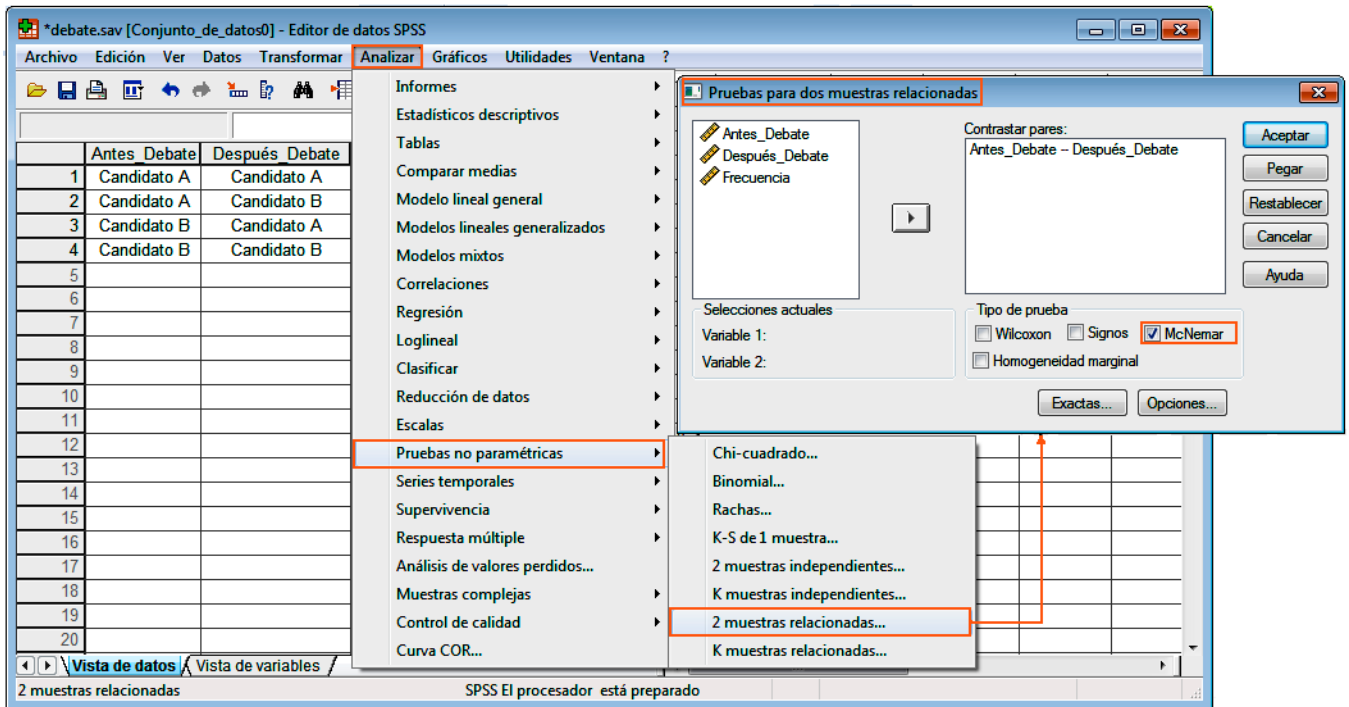 *debate.sav [Conjunto_de_datos0] - Editor de datos SPSS
Archivo Edición Ver Datos Transformar Analizar Gráficos Utilidades Ventana ?
Antes_Debate Después_Debate
1 Candidato A Candidato A
2 Candidato A Candidato B
3 Candidato B Candidato A
4 Candidato B Candidato B
5
6
7
8
9
10
11
12
13
14
15
16
17
18
19
20
Informes
Estadísticos descriptivos
Tablas
Comparar medias
Modelo lineal general
Modelos lineales generalizados
Modelos mixtos
Correlaciones
Regresión
Loglineal
Clasificar
Reducción de datos
Escalas
Pruebas no paramétricas
Series temporales
Supervivencia
Respuesta múltiple
Análisis de valores perdidos...
Muestras complejas
Control de calidad
Curva COR...
Chi-cuadrado...
Binomial...
Rachas...
K-S de 1 muestra...
2 muestras independientes...
K muestras independientes...
2 muestras relacionadas...
K muestras relacionadas...
Pruebas para dos muestras relacionadas
Antes_Debate
Después_Debate
Frecuencia
Contrastar pares:
Antes_Debate -- Después_Debate
Aceptar
Pegar
Restablecer
Cancelar
Ayuda
Selecciones actuales
Variable 1:
Variable 2:
Tipo de prueba
Wilcoxon Signos McNemar
Homogeneidad marginal
Exactas... Opciones...
Vista de datos Vista de variables
2 muestras relacionadas SPSS El procesador está preparado